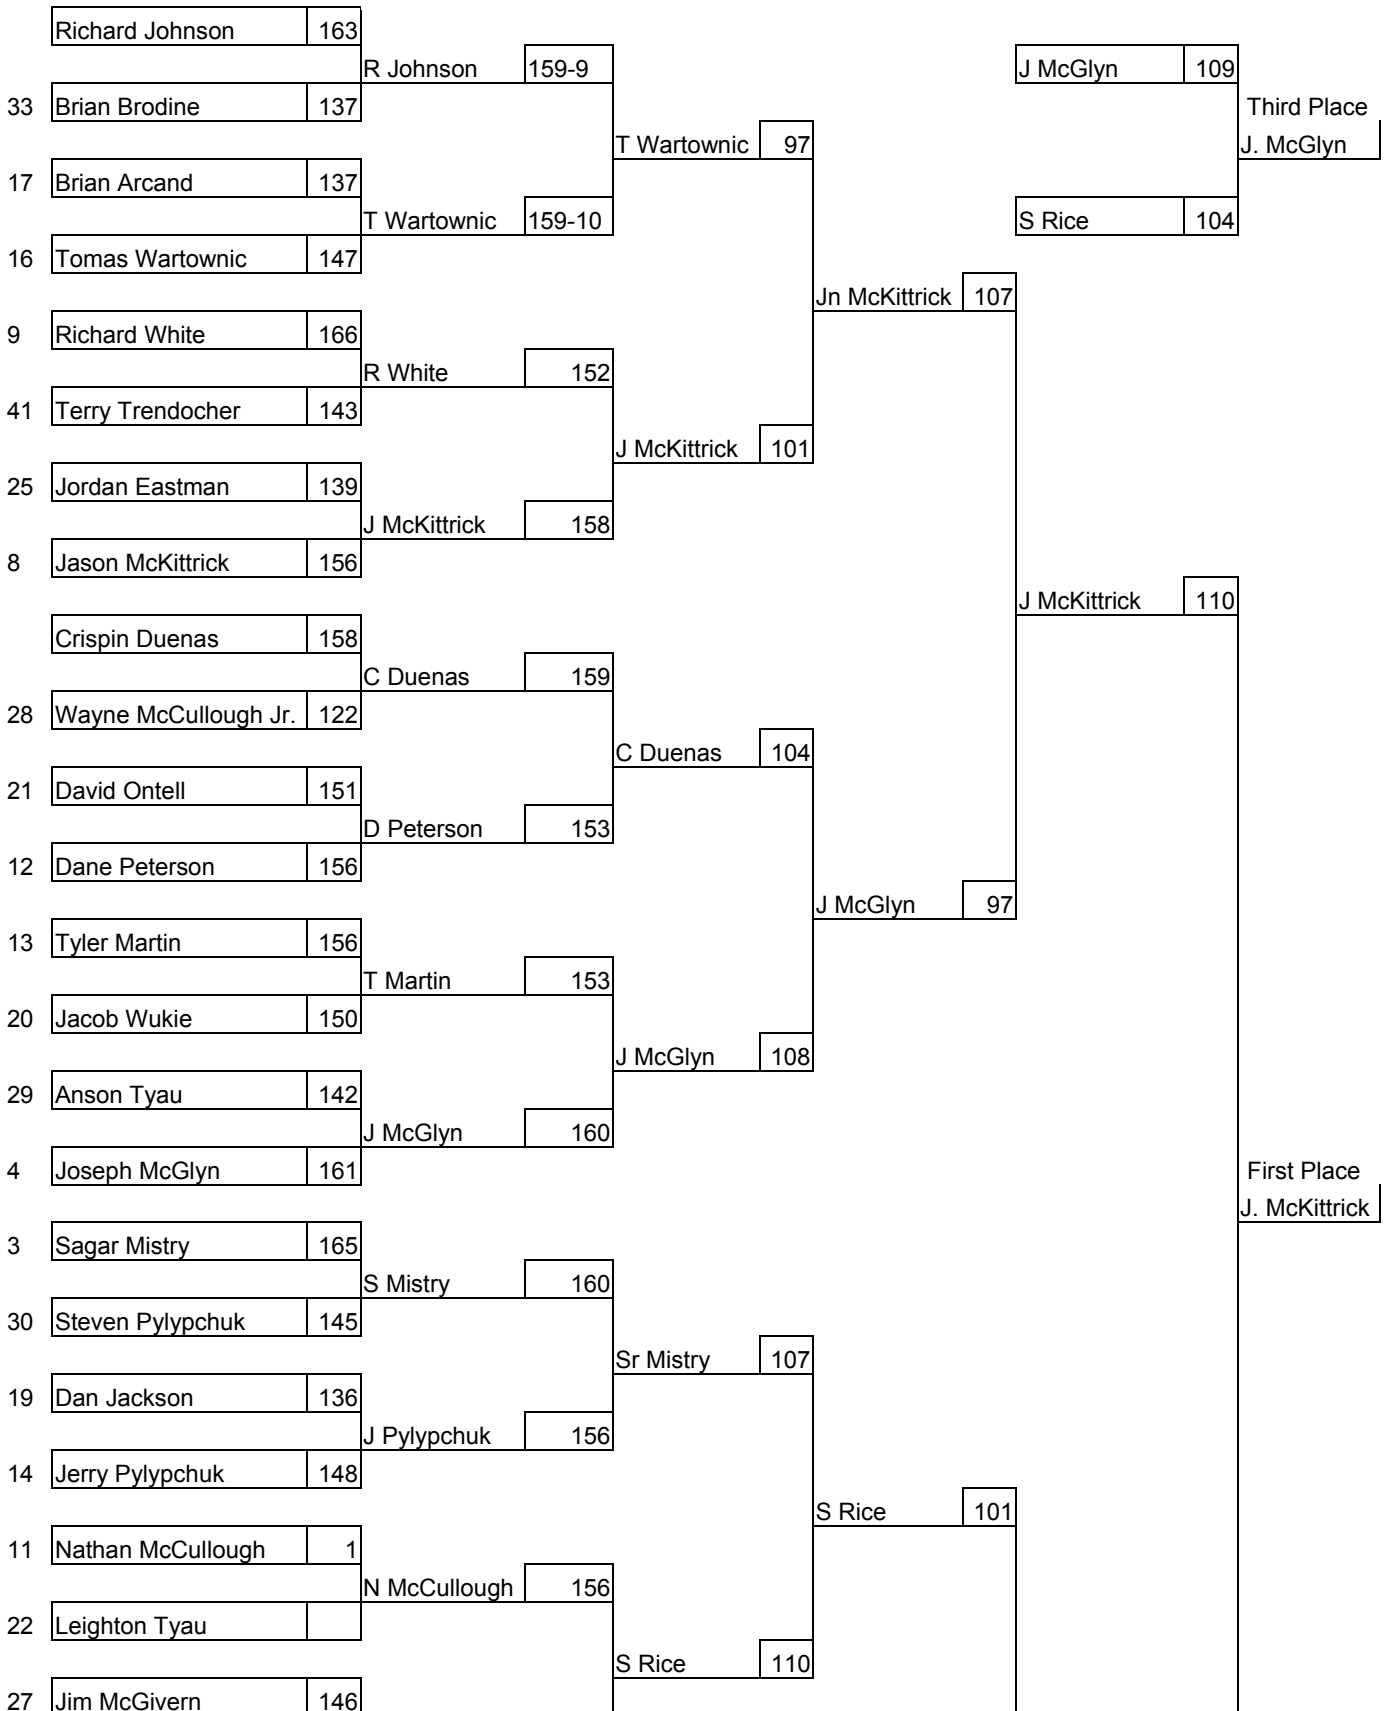 Richard Johnson 163
R Johnson 159-9
J McGlyn 109
33 Brian Brodine 137
Third Place
T Wartownic 97
J. McGlyn
17 Brian Arcand 137
T Wartownic 159-10
S Rice 104
16 Tomas Wartownic 147
Jn McKittrick 107
9 Richard White 166
R White 152
41 Terry Trendocher 143
J McKittrick 101
25 Jordan Eastman 139
J McKittrick 158
8 Jason McKittrick 156
J McKittrick 110
Crispin Duenas 158
C Duenas 159
28 Wayne McCullough Jr. 122
C Duenas 104
21 David Ontell 151
D Peterson 153
12 Dane Peterson 156
J McGlyn 97
13 Tyler Martin 156
T Martin 153
20 Jacob Wukie 150
J McGlyn 108
29 Anson Tyau 142
J McGlyn 160
4 Joseph McGlyn 161
First Place
J. McKittrick
3 Sagar Mistry 165
S Mistry 160
30 Steven Pylypchuk 145
Sr Mistry 107
19 Dan Jackson 136
J Pylypchuk 156
14 Jerry Pylypchuk 148
S Rice 101
11 Nathan McCullough 1
N McCullough 156
22 Leighton Tyau
S Rice 110
27 Jim McGivern 146